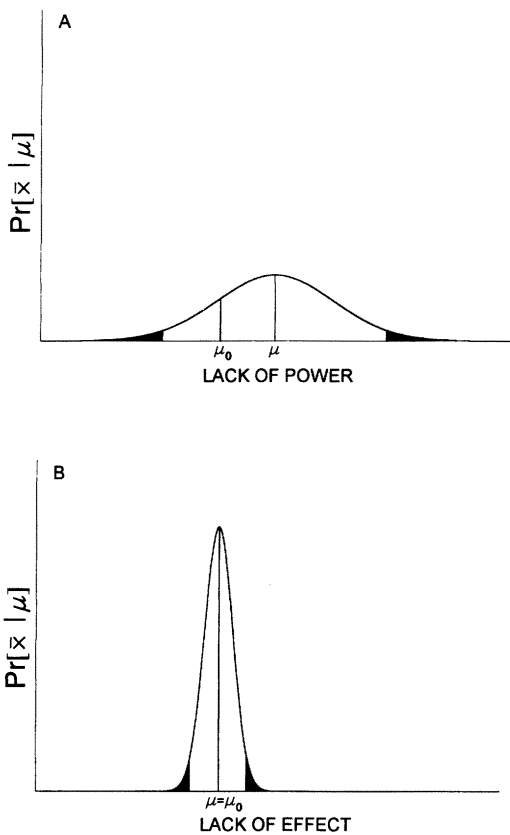 A
Pr[x̄ | μ]
μ₀ μ
LACK OF POWER
B
Pr[x̄ | μ]
μ=μ₀
LACK OF EFFECT